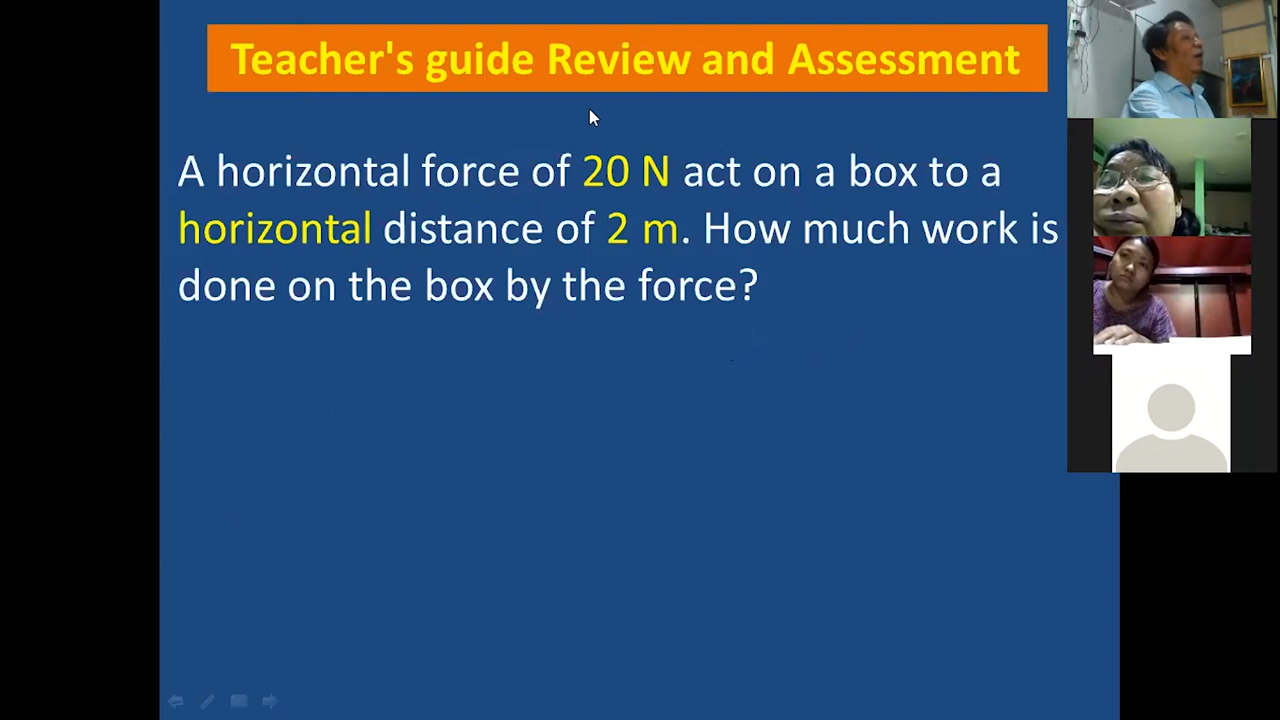 Teacher's guide Review and Assessment
A horizontal force of 20 N act on a box to a
horizontal distance of 2 m. How much work is
done on the box by the force?